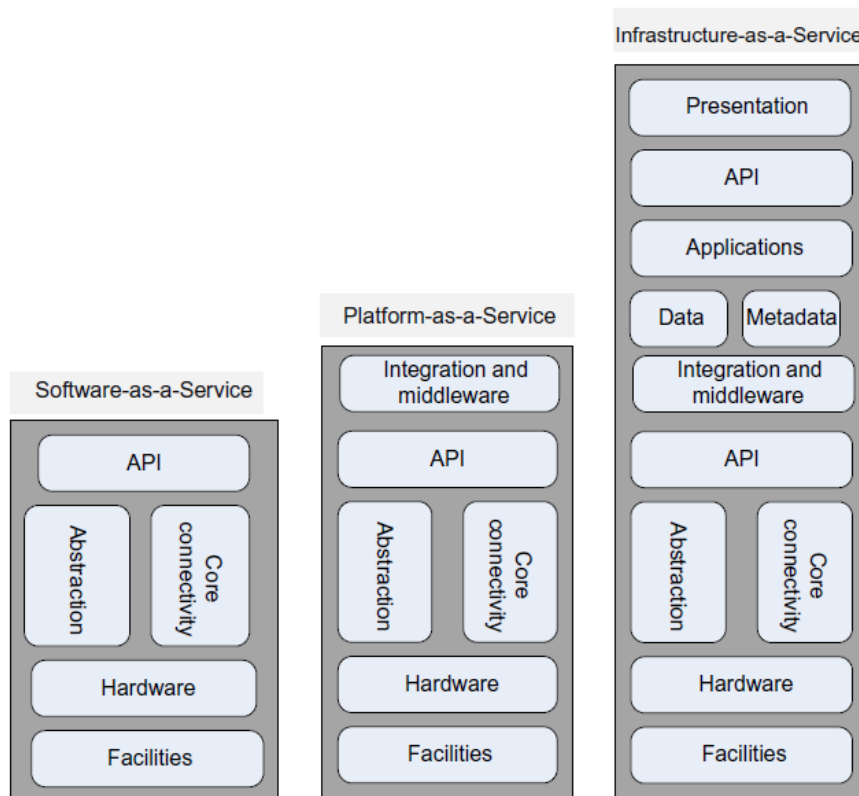 Infrastructure-as-a-Service
Presentation
API
Applications
Data
Metadata
Integration and
middleware
API
Abstraction
Core
connectivity
Hardware
Facilities
Platform-as-a-Service
Integration and
middleware
API
Abstraction
Core
connectivity
Hardware
Facilities
Software-as-a-Service
API
Abstraction
Core
connectivity
Hardware
Facilities